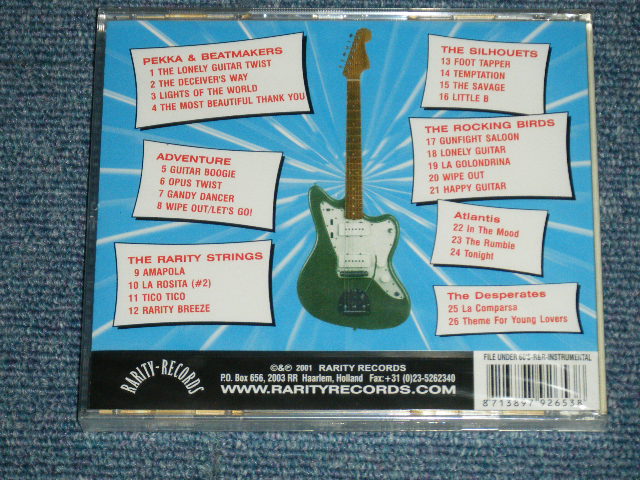 PEKKA & BEATMAKERS
1 THE LONELY GUITAR TWIST
2 THE DECEIVER'S WAY
3 LIGHTS OF THE WORLD
4 THE MOST BEAUTIFUL THANK YOU
ADVENTURE
5 GUITAR BOOGIE
6 OPUS TWIST
7 GANDY DANCER
8 WIPE OUT/LET'S GO!
THE RARITY STRINGS
9 AMAPOLA
10 LA ROSITA (#2)
11 TICO TICO
12 RARITY BREEZE
THE SILHOUETS
13 FOOT TAPPER
14 TEMPTATION
15 THE SAVAGE
16 LITTLE B
THE ROCKING BIRDS
17 GUNFIGHT SALOON
18 LONELY GUITAR
19 LA GOLONDRINA
20 WIPE OUT
21 HAPPY GUITAR
Atlantis
22 In The Mood
23 The Rumble
24 Tonight
The Desperates
25 La Comparsa
26 Theme For Young Lovers
RARITY-RECORDS
©&℗ 2001 RARITY RECORDS
P.O. Box 656, 2003 RR Haarlem, Holland Fax:+31 (0)23-5262340
WWW.RARITYRECORDS.COM
FILE UNDER 60'S-R&R-INSTRUMENTAL
8 713897 926538